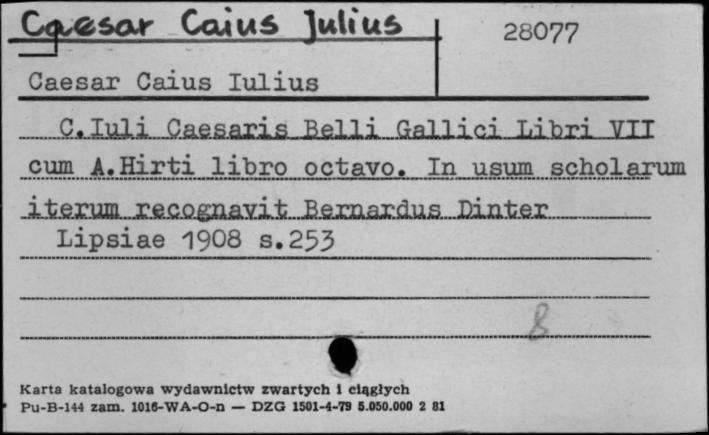 Caesar Caius Julius
28077
Caesar Caius Iulius
C.Iuli Caesaris Belli Gallici Libri VII
cum A.Hirti libro octavo. In usum scholarum
iterum recognavit Bernardus Dinter
Lipsiae 1908 s.253
8
Karta katalogowa wydawnictw zwartych i ciągłych
Pu-B-144 zam. 1016-WA-O-n — DZG 1501-4-79 5.050.000 2 81